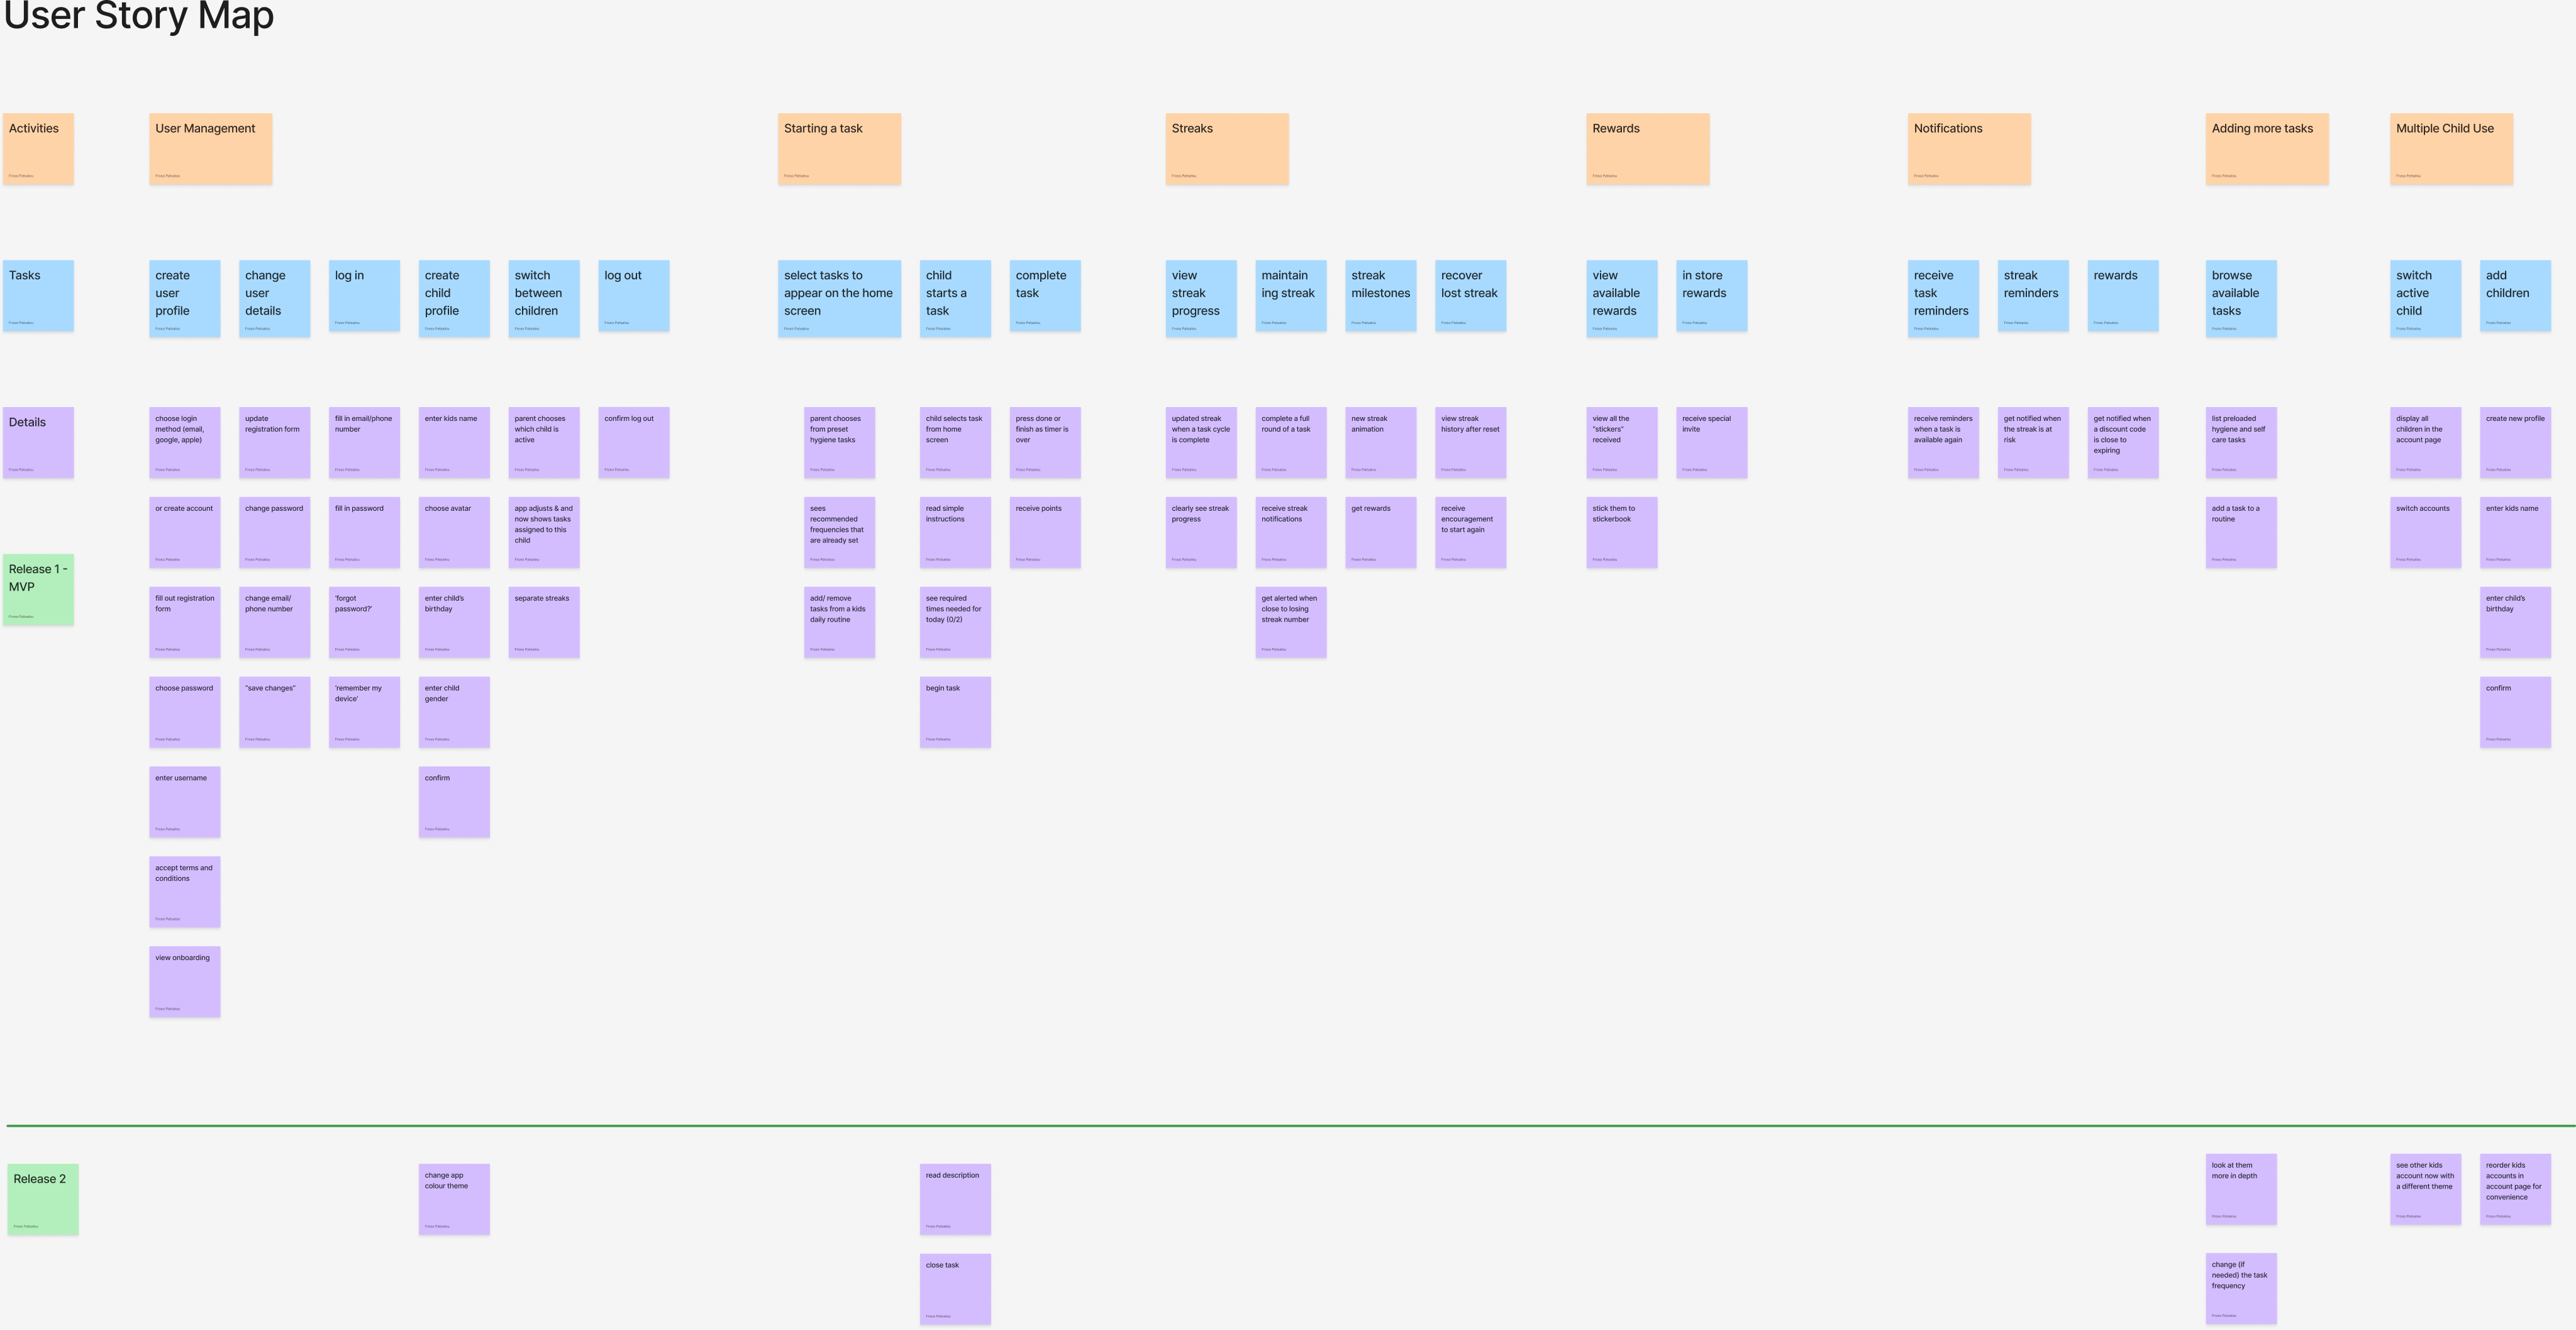 User Story Map
Activities
User Management
Starting a task
Streaks
Rewards
Notifications
Adding more tasks
Multiple Child Use
Tasks
create
user
profile
change
user
details
log in
create
child
profile
switch
between
children
log out
select tasks to
appear on the home
screen
child
starts a
task
complete
task
view
streak
progress
maintain
ing streak
streak
milestones
recover
lost streak
view
available
rewards
in store
rewards
receive
task
reminders
streak
reminders
rewards
browse
available
tasks
switch
active
child
add
children
Details
choose login
method (email,
google, apple)
update
registration form
fill in email/phone
number
enter kids name
parent chooses
which child is
active
confirm log out
parent chooses
from preset
hygiene tasks
child selects task
from home
screen
press done or
finish as timer is
over
updated streak
when a task cycle
is complete
complete a full
round of a task
new streak
animation
view streak
history after reset
view all the
"stickers"
received
receive special
invite
receive reminders
when a task is
available again
get notified when
the streak is at
risk
get notified when
a discount code
is close to
expiring
list preloaded
hygiene and self
care tasks
display all
children in the
account page
create new profile
or create account
change password
fill in password
choose avatar
app adjusts & and
now shows tasks
assigned to this
child
sees
recommended
frequencies that
are already set
read simple
instructions
receive points
clearly see streak
progress
receive streak
notifications
get rewards
receive
encouragement
to start again
stick them to
stickerbook
add a task to a
routine
switch accounts
enter kids name
Release 1 -
MVP
fill out registration
form
change email/
phone number
'forgot
password?'
enter child's
birthday
separate streaks
add/ remove
tasks from a kids
daily routine
see required
times needed for
today (0/2)
get alerted when
close to losing
streak number
enter child's
birthday
choose password
"save changes"
'remember my
device'
enter child
gender
begin task
confirm
enter username
confirm
accept terms and
conditions
view onboarding
Release 2
change app
colour theme
read description
look at them
more in depth
see other kids
account now with
a different theme
reorder kids
accounts in
account page for
convenience
close task
change (if
needed) the task
frequency